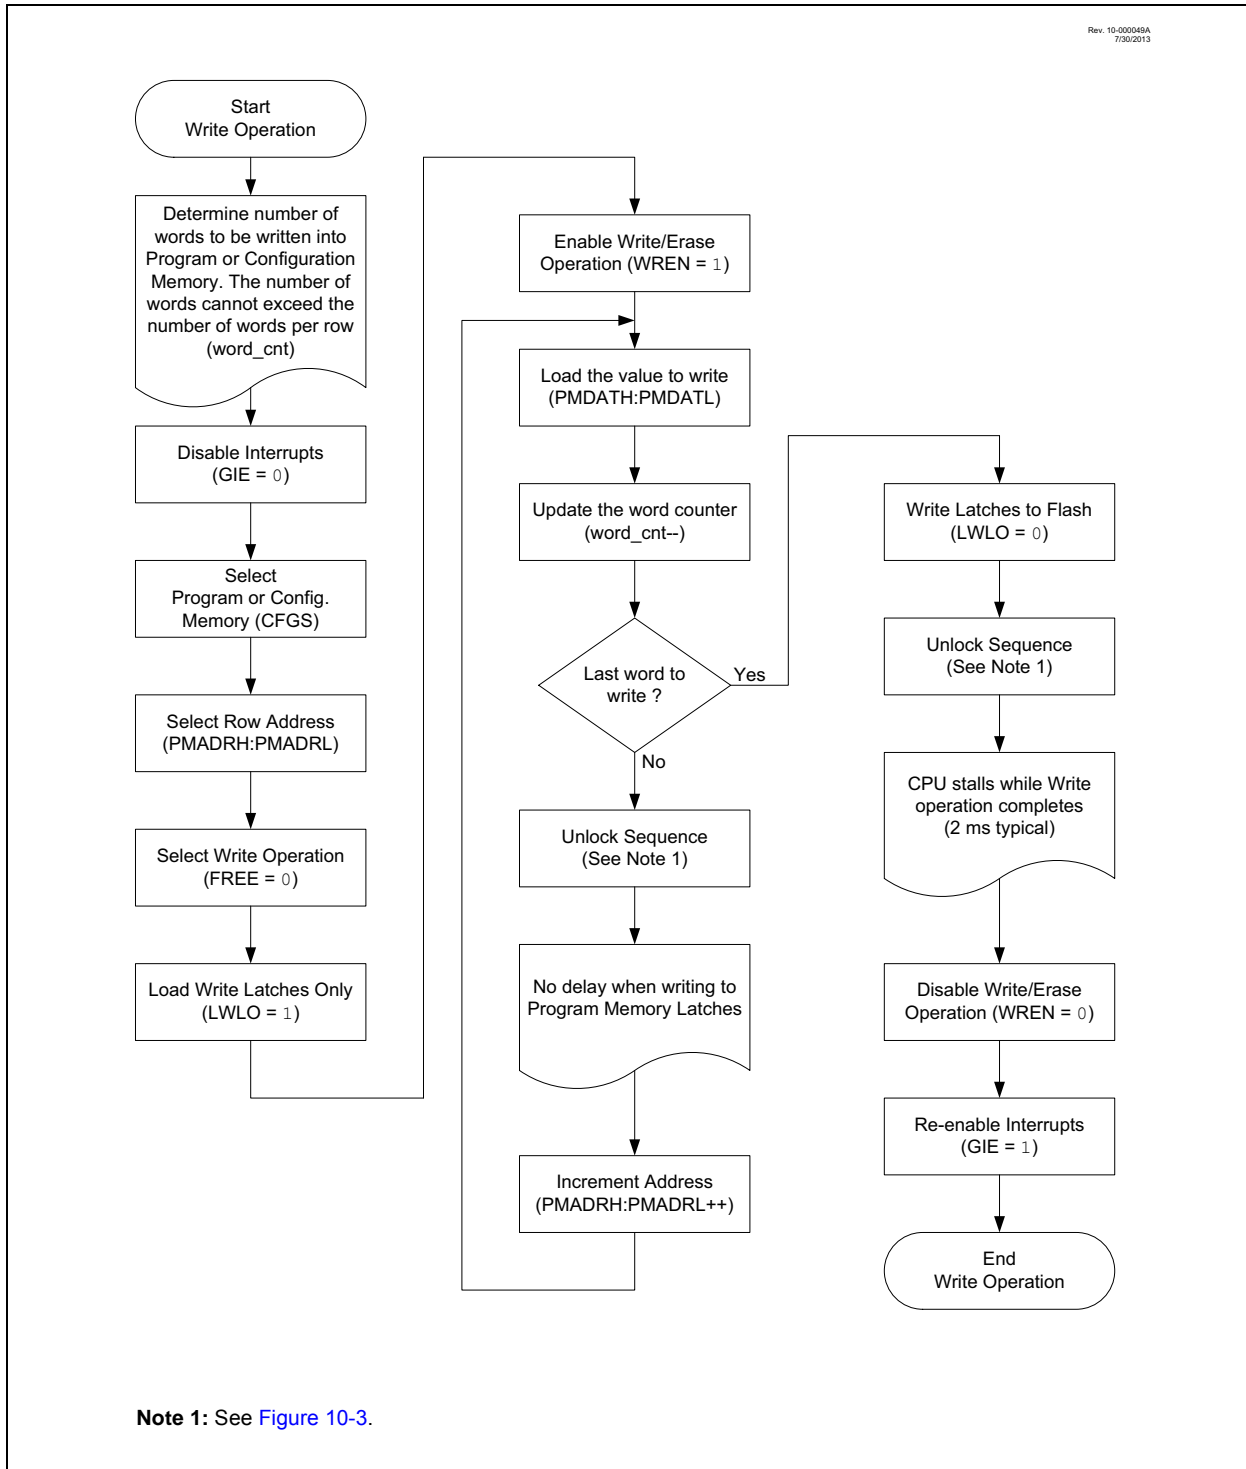 Rev. 10-000049A
7/30/2013
Start
Write Operation
Determine number of
words to be written into
Program or Configuration
Memory. The number of
words cannot exceed the
number of words per row
(word_cnt)
Disable Interrupts
(GIE = 0)
Select
Program or Config.
Memory (CFGS)
Select Row Address
(PMADRH:PMADRL)
Select Write Operation
(FREE = 0)
Load Write Latches Only
(LWLO = 1)
Enable Write/Erase
Operation (WREN = 1)
Load the value to write
(PMDATH:PMDATL)
Update the word counter
(word_cnt--)
Last word to
write ?
Yes
No
Unlock Sequence
(See Note 1)
No delay when writing to
Program Memory Latches
Increment Address
(PMADRH:PMADRL++)
Write Latches to Flash
(LWLO = 0)
Unlock Sequence
(See Note 1)
CPU stalls while Write
operation completes
(2 ms typical)
Disable Write/Erase
Operation (WREN = 0)
Re-enable Interrupts
(GIE = 1)
End
Write Operation
Note 1: See Figure 10-3.